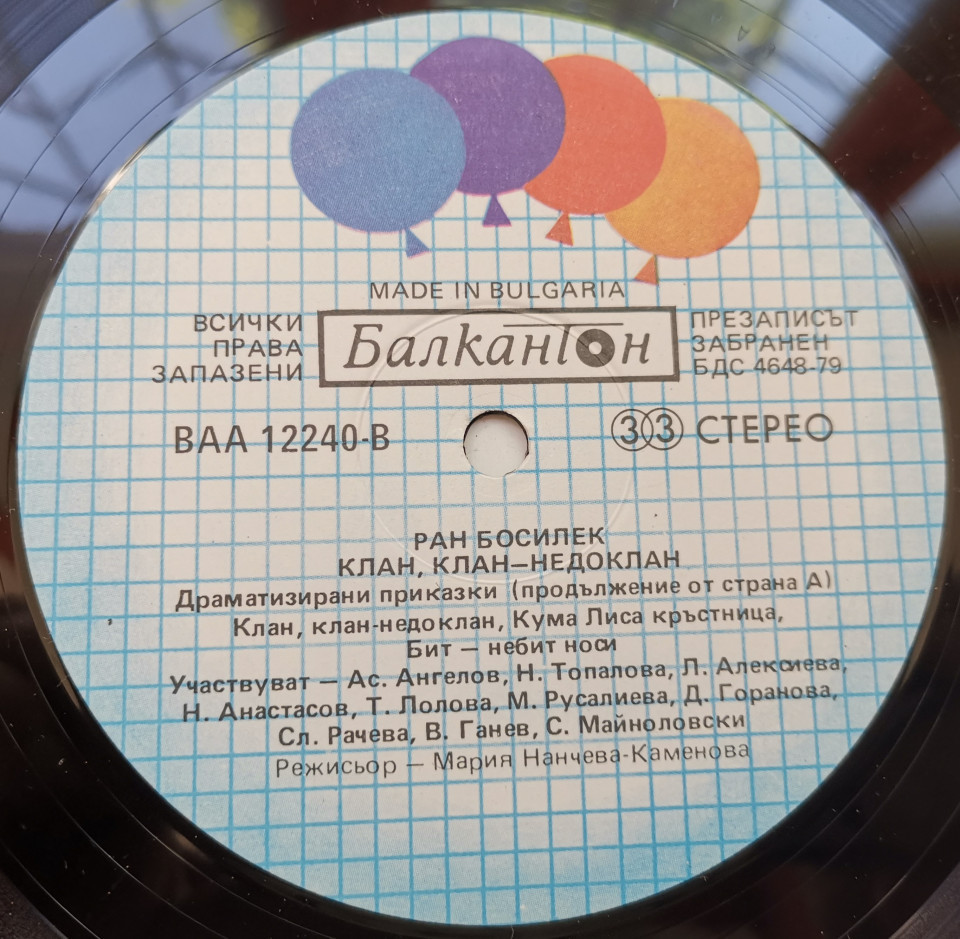 MADE IN BULGARIA
ВСИЧКИ
ПРАВА
ЗАПАЗЕНИ
Балкантон
ПРЕЗАПИСЪТ
ЗАБРАНЕН
БДС 4648-79
ВАА 12240-В
33 СТЕРЕО
РАН БОСИЛЕК
КЛАН, КЛАН–НЕДОКЛАН
Драматизирани приказки (продължение от страна А)
Клан, клан-недоклан, Кума Лиса кръстница,
Бит – небит носи
Участвуват – Ас. Ангелов, Н. Топалова, Л. Алексиева,
Н. Анастасов, Т. Лолова, М. Русалиева, Д. Горанова,
Сл. Рачева, В. Ганев, С. Майноловски
Режисьор – Мария Нанчева-Каменова